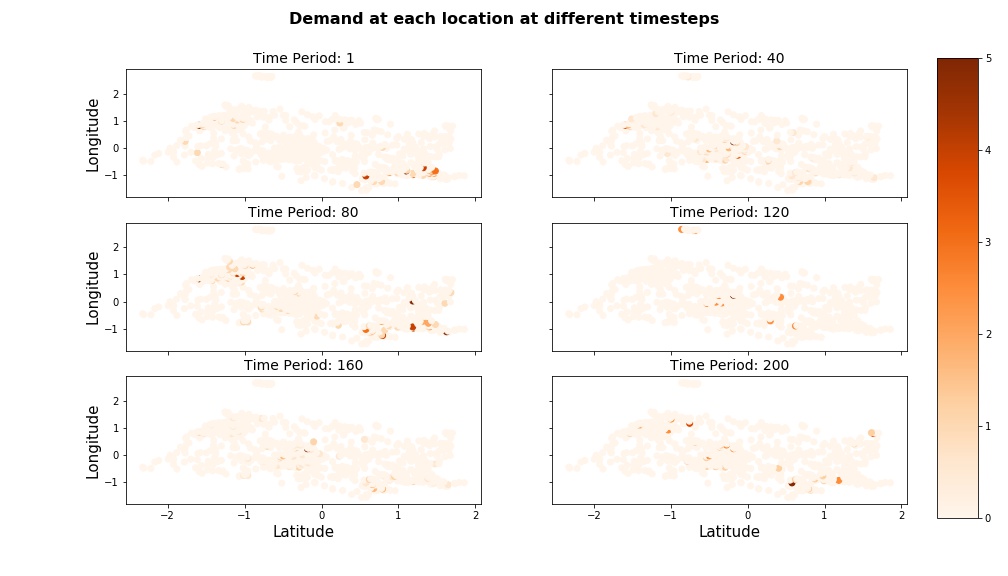 Demand at each location at different timesteps
Time Period: 1
Time Period: 40
Longitude
2
1
0
−1
5
4
3
2
1
0
Time Period: 80
Time Period: 120
Longitude
2
1
0
−1
Time Period: 160
Time Period: 200
Longitude
2
1
0
−1
−2 −1 0 1 2
−2 −1 0 1 2
Latitude
Latitude